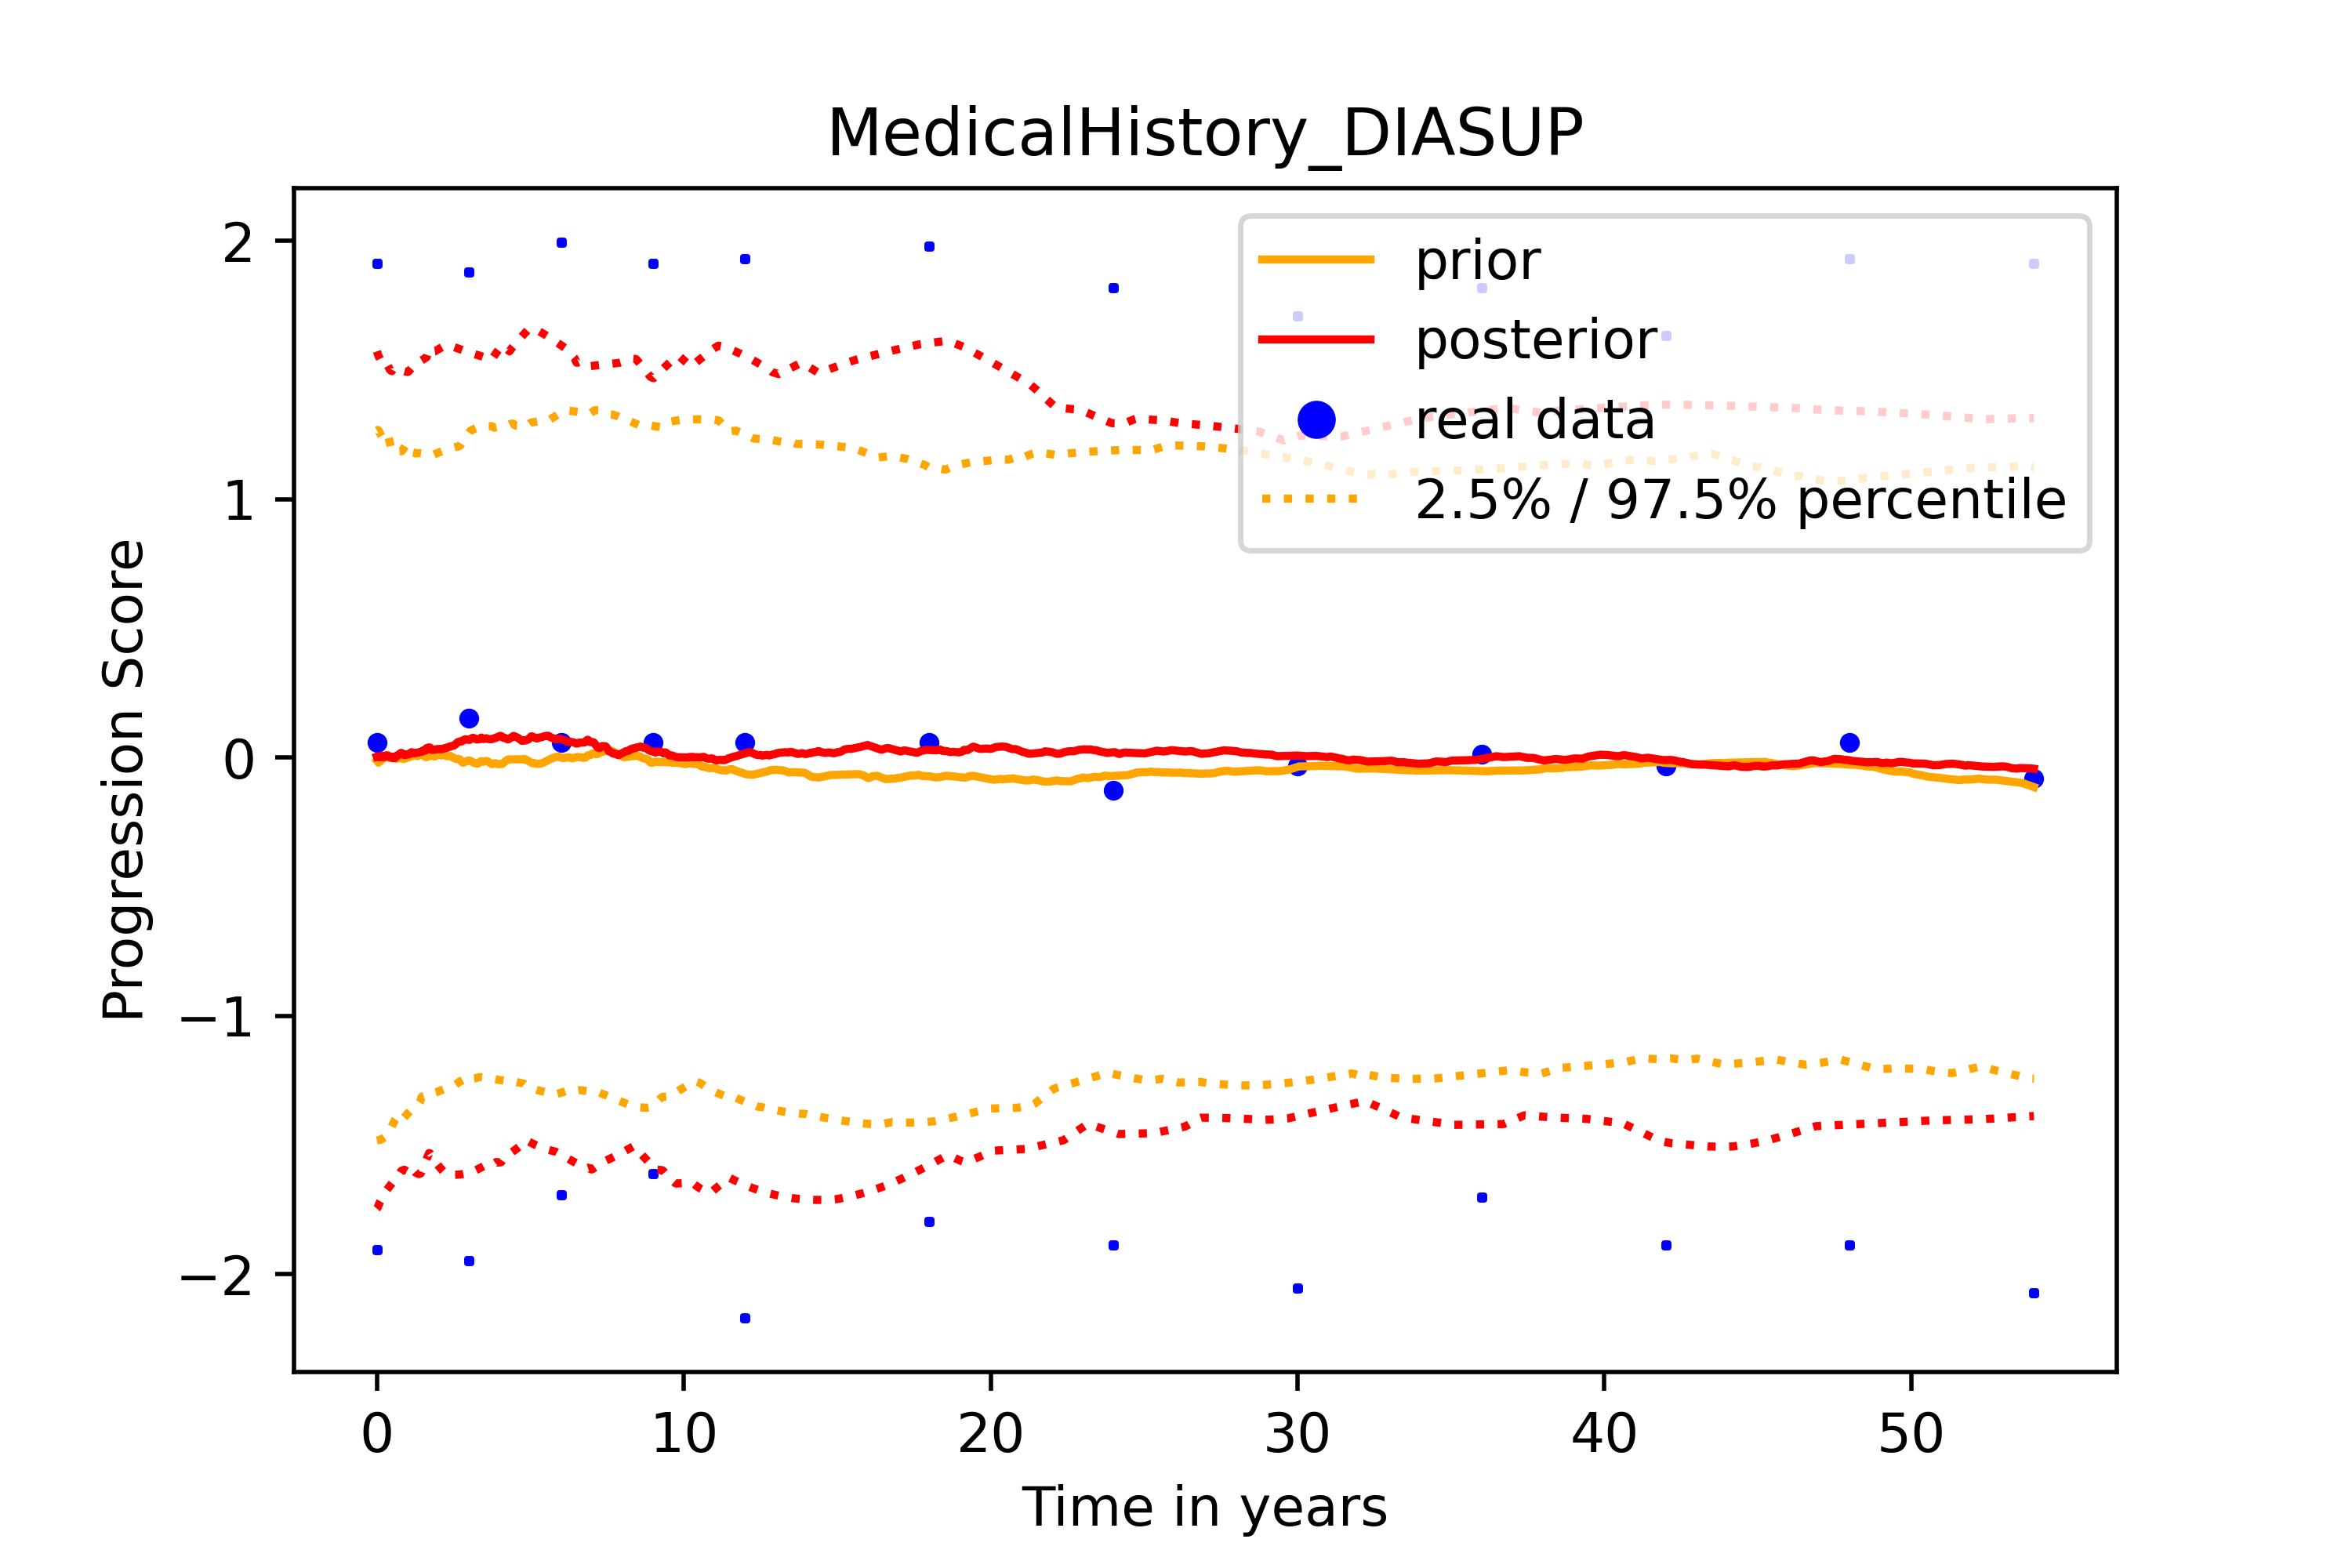 MedicalHistory_DIASUP
prior
posterior
real data
2.5% / 97.5% percentile
2
1
0
−1
−2
Progression Score
0 10 20 30 40 50
Time in years